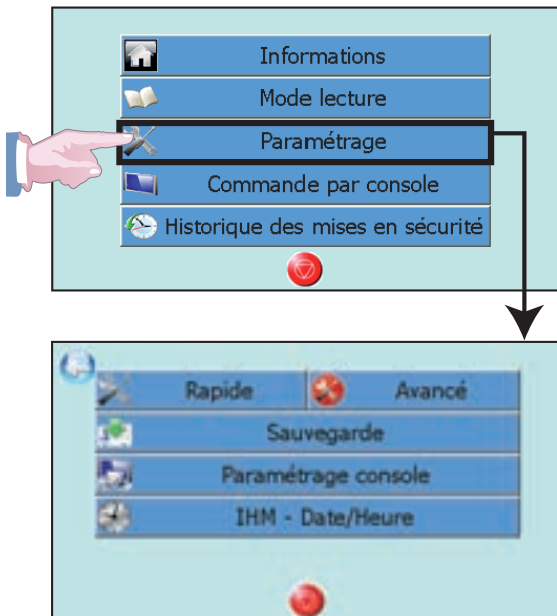 Informations
Mode lecture
Paramétrage
Commande par console
Historique des mises en sécurité
Rapide Avancé
Sauvegarde
Paramétrage console
IHM - Date/Heure